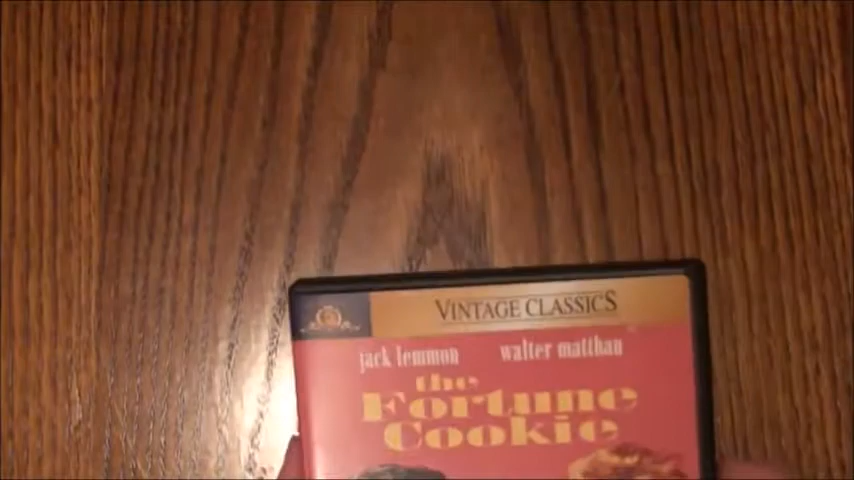 VINTAGE CLASSICS
jack lemmon walter matthau
the
Fortune
Cookie